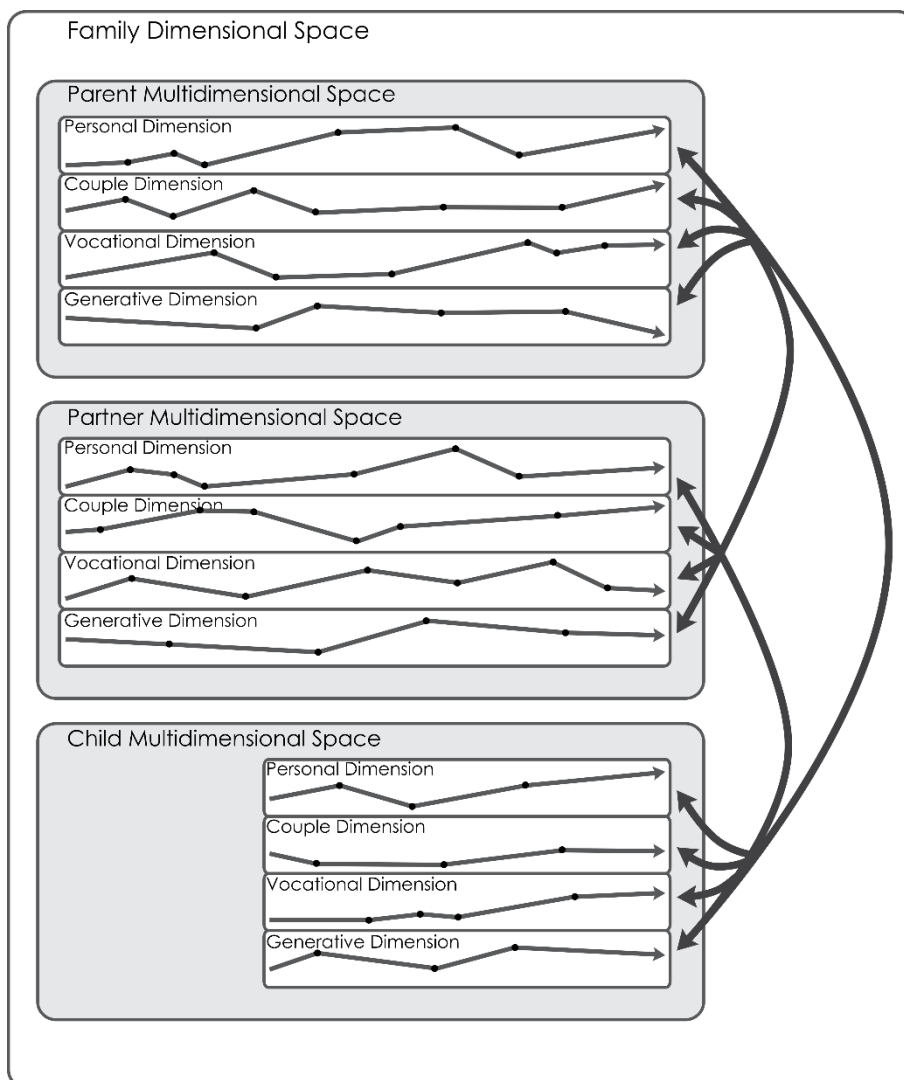 Family Dimensional Space
Parent Multidimensional Space
Personal Dimension
Couple Dimension
Vocational Dimension
Generative Dimension
Partner Multidimensional Space
Personal Dimension
Couple Dimension
Vocational Dimension
Generative Dimension
Child Multidimensional Space
Personal Dimension
Couple Dimension
Vocational Dimension
Generative Dimension